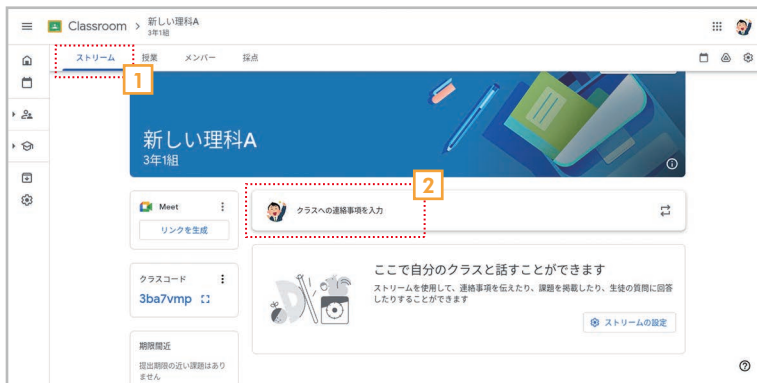 Classroom > 新しい理科A
3年1組
ストリーム 授業 メンバー 採点
1
新しい理科A
3年1組
2
Meet
リンクを生成
クラスへの連絡事項を入力
クラスコード
3ba7vmp
ここで自分のクラスと話すことができます
ストリームを使用して、連絡事項を伝えたり、課題を掲載したり、生徒の質問に回答
したりすることができます
ストリームの設定
期限間近
提出期限の近い課題はあり
ません